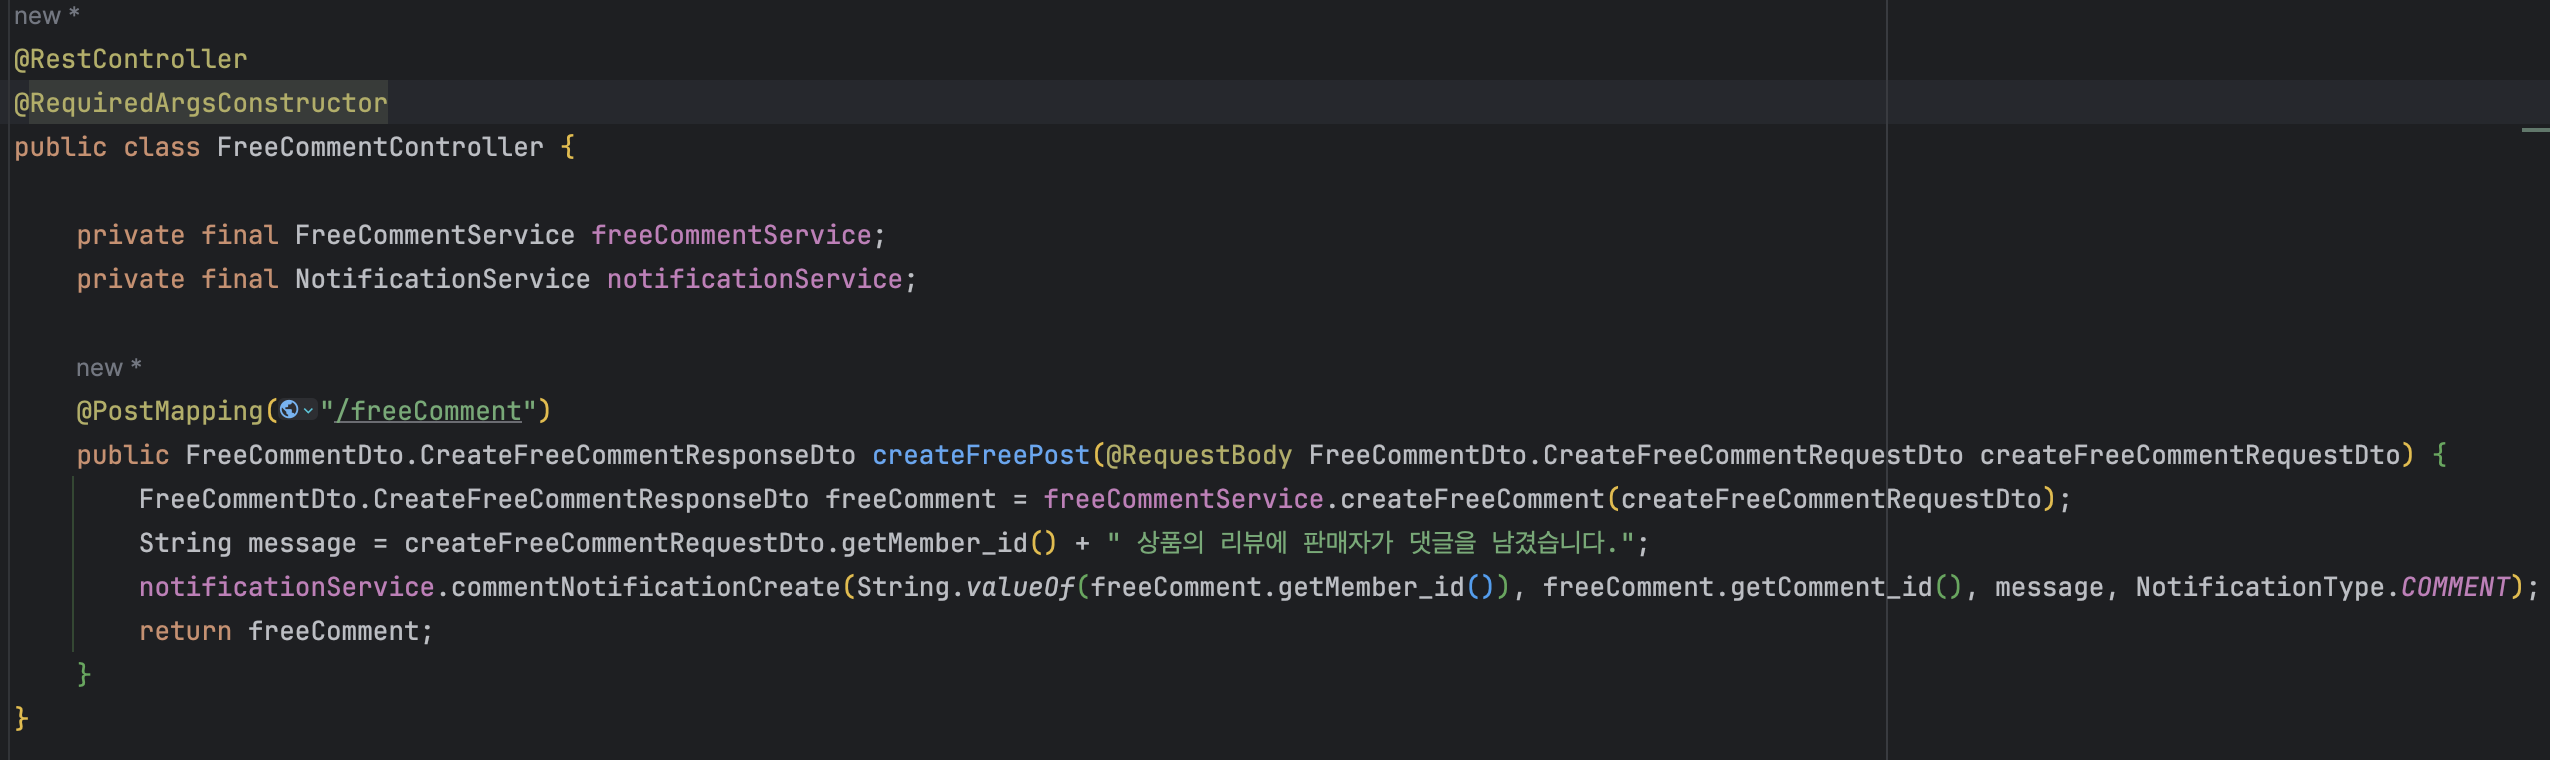 new *
@RestController
@RequiredArgsConstructor
public class FreeCommentController {
private final FreeCommentService freeCommentService;
private final NotificationService notificationService;
new *
@PostMapping("/freeComment")
public FreeCommentDto.CreateFreeCommentResponseDto createFreePost(@RequestBody FreeCommentDto.CreateFreeCommentRequestDto createFreeCommentRequestDto) {
FreeCommentDto.CreateFreeCommentResponseDto freeComment = freeCommentService.createFreeComment(createFreeCommentRequestDto);
String message = createFreeCommentRequestDto.getMember_id() + " 상품의 리뷰에 판매자가 댓글을 남겼습니다.";
notificationService.commentNotificationCreate(String.valueOf(freeComment.getMember_id()), freeComment.getComment_id(), message, NotificationType.COMMENT);
return freeComment;
}
}